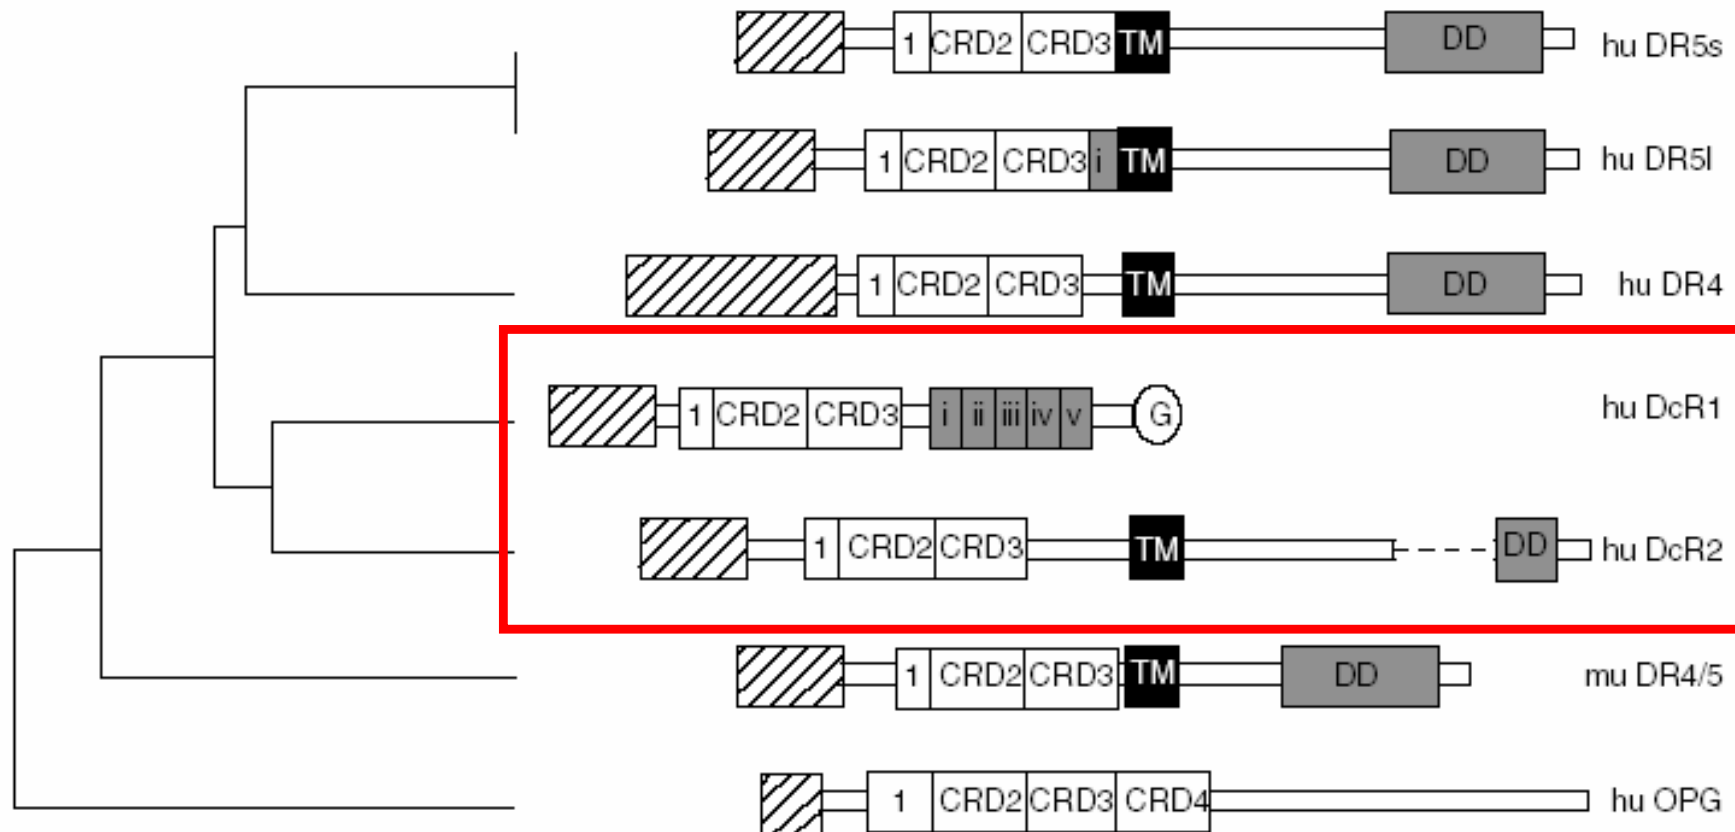 1 CRD2 CRD3 TM DD hu DR5s
1 CRD2 CRD3 i TM DD hu DR5l
1 CRD2 CRD3 TM DD hu DR4
1 CRD2 CRD3 i ii iii iv v G hu DcR1
1 CRD2 CRD3 TM DD hu DcR2
1 CRD2 CRD3 TM DD mu DR4/5
1 CRD2 CRD3 CRD4 hu OPG